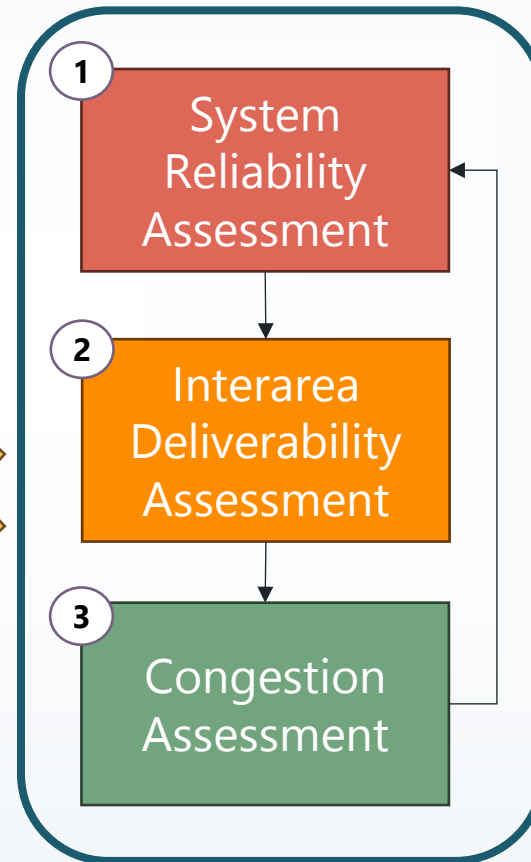 1
System
Reliability
Assessment
2
Interarea
Deliverability
Assessment
3
Congestion
Assessment